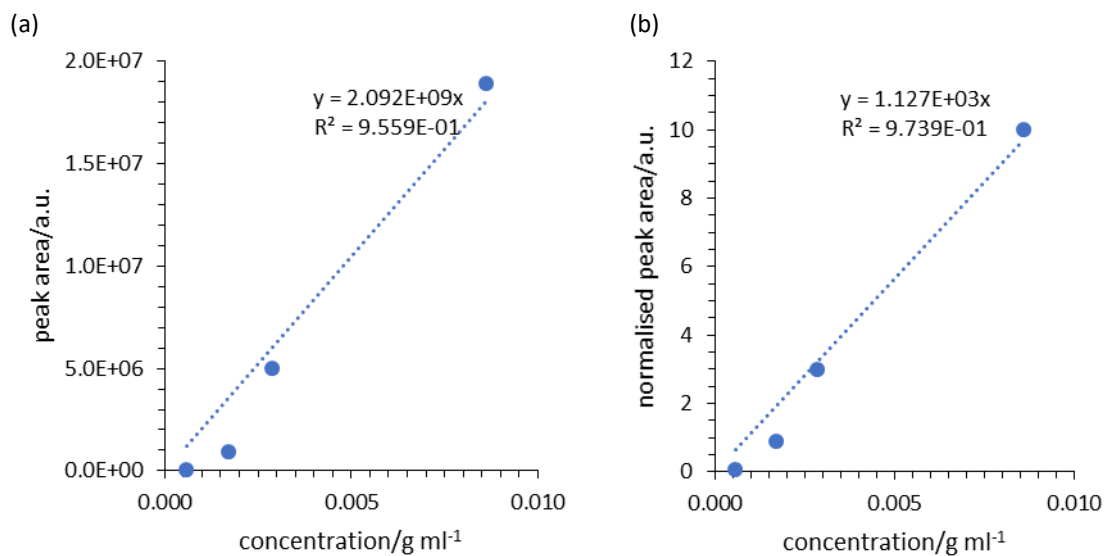 (a)
2.0E+07
1.5E+07
1.0E+07
5.0E+06
0.0E+00
peak area/a.u.
y = 2.092E+09x
R² = 9.559E-01
0.000
0.005
0.010
concentration/g ml⁻¹
(b)
12
10
8
6
4
2
0
normalised peak area/a.u.
y = 1.127E+03x
R² = 9.739E-01
0.000
0.005
0.010
concentration/g ml⁻¹